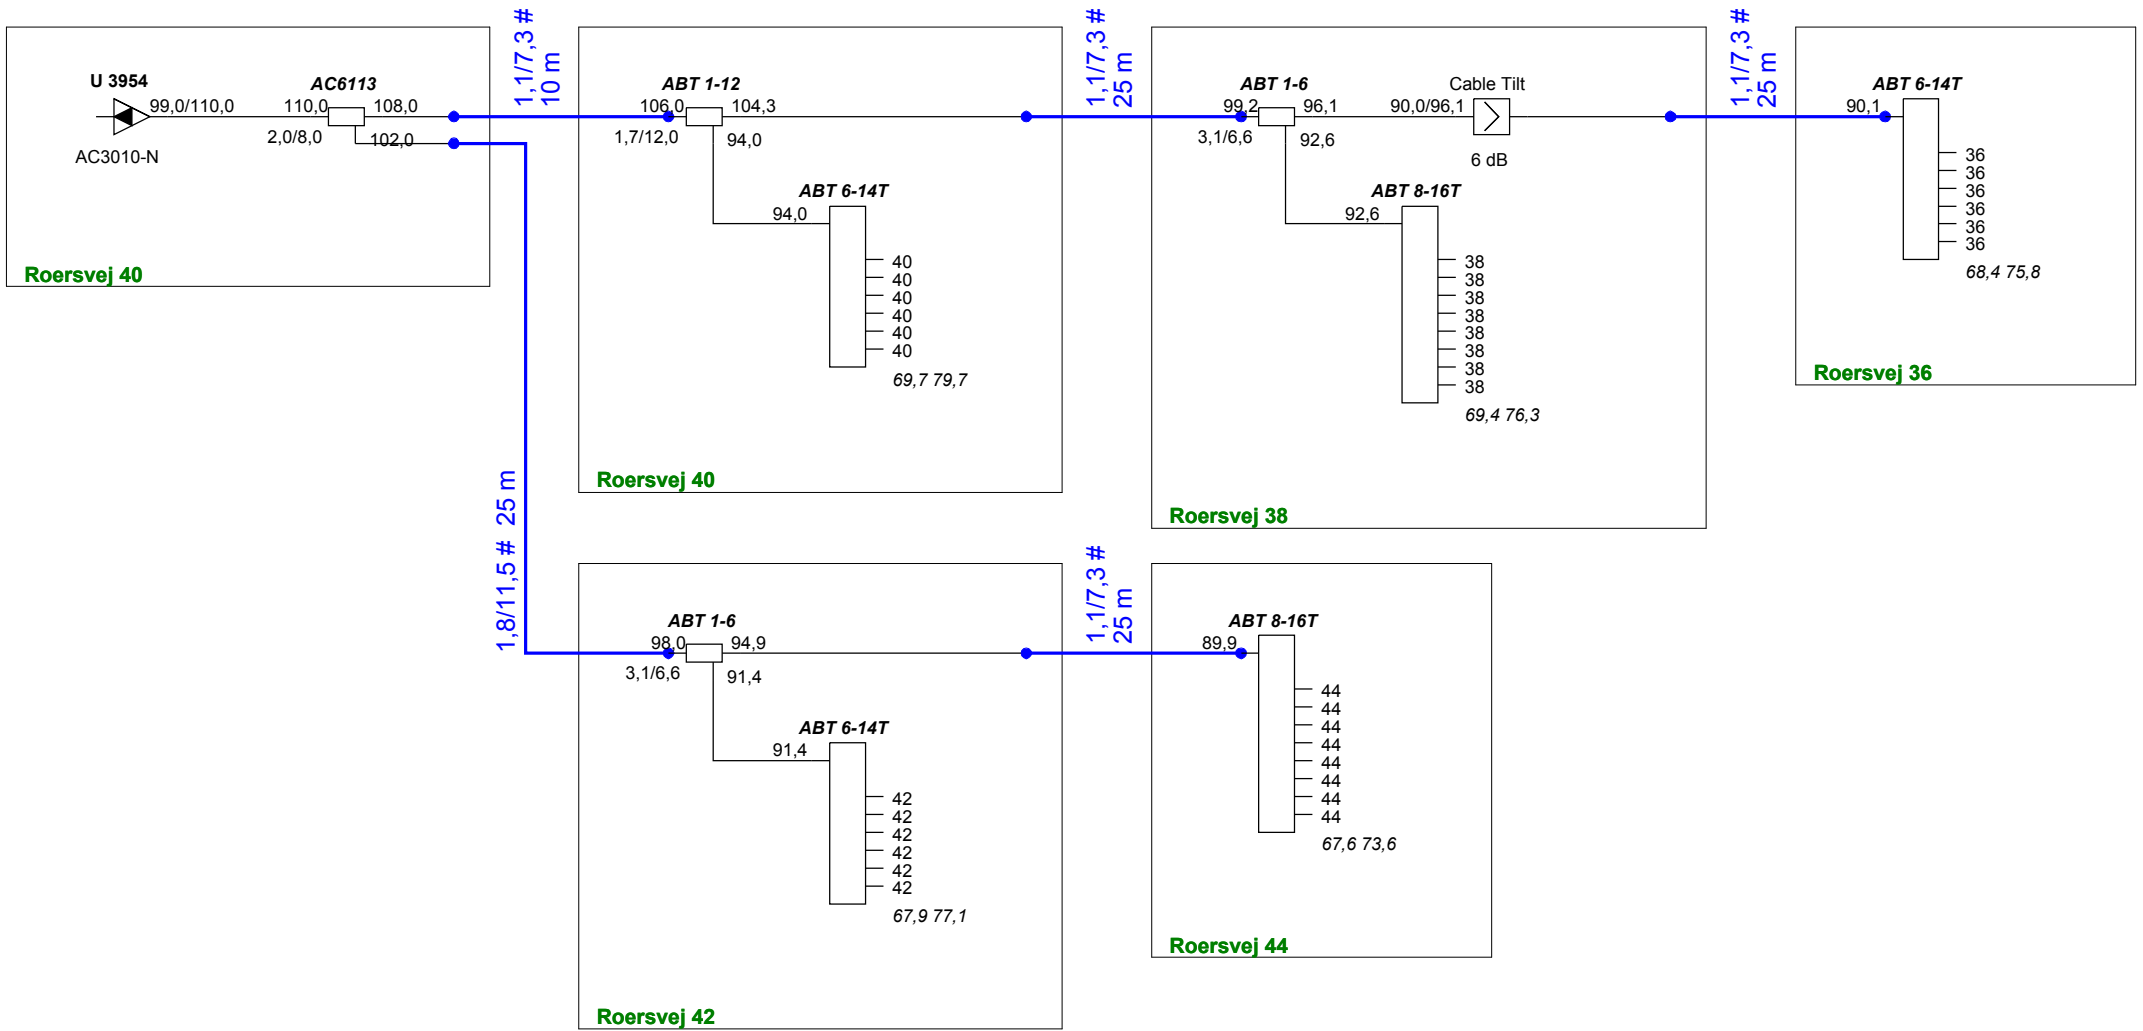 U 3954
99,0/110,0
AC3010-N
AC6113
110,0
108,0
2,0/8,0
102,0
Roersvej 40
1,1/7,3 #
10 m
ABT 1-12
106,0
104,3
1,7/12,0
94,0
ABT 6-14T
94,0
40
40
40
40
40
40
69,7 79,7
Roersvej 40
1,1/7,3 #
25 m
ABT 1-6
99,2
96,1
3,1/6,6
92,6
Cable Tilt
90,0/96,1
6 dB
ABT 8-16T
92,6
38
38
38
38
38
38
38
38
69,4 76,3
Roersvej 38
1,1/7,3 #
25 m
ABT 6-14T
90,1
36
36
36
36
36
36
68,4 75,8
Roersvej 36
1,8/11,5 # 25 m
ABT 1-6
98,0
94,9
3,1/6,6
91,4
ABT 6-14T
91,4
42
42
42
42
42
42
67,9 77,1
Roersvej 42
1,1/7,3 #
25 m
ABT 8-16T
89,9
44
44
44
44
44
44
44
44
67,6 73,6
Roersvej 44